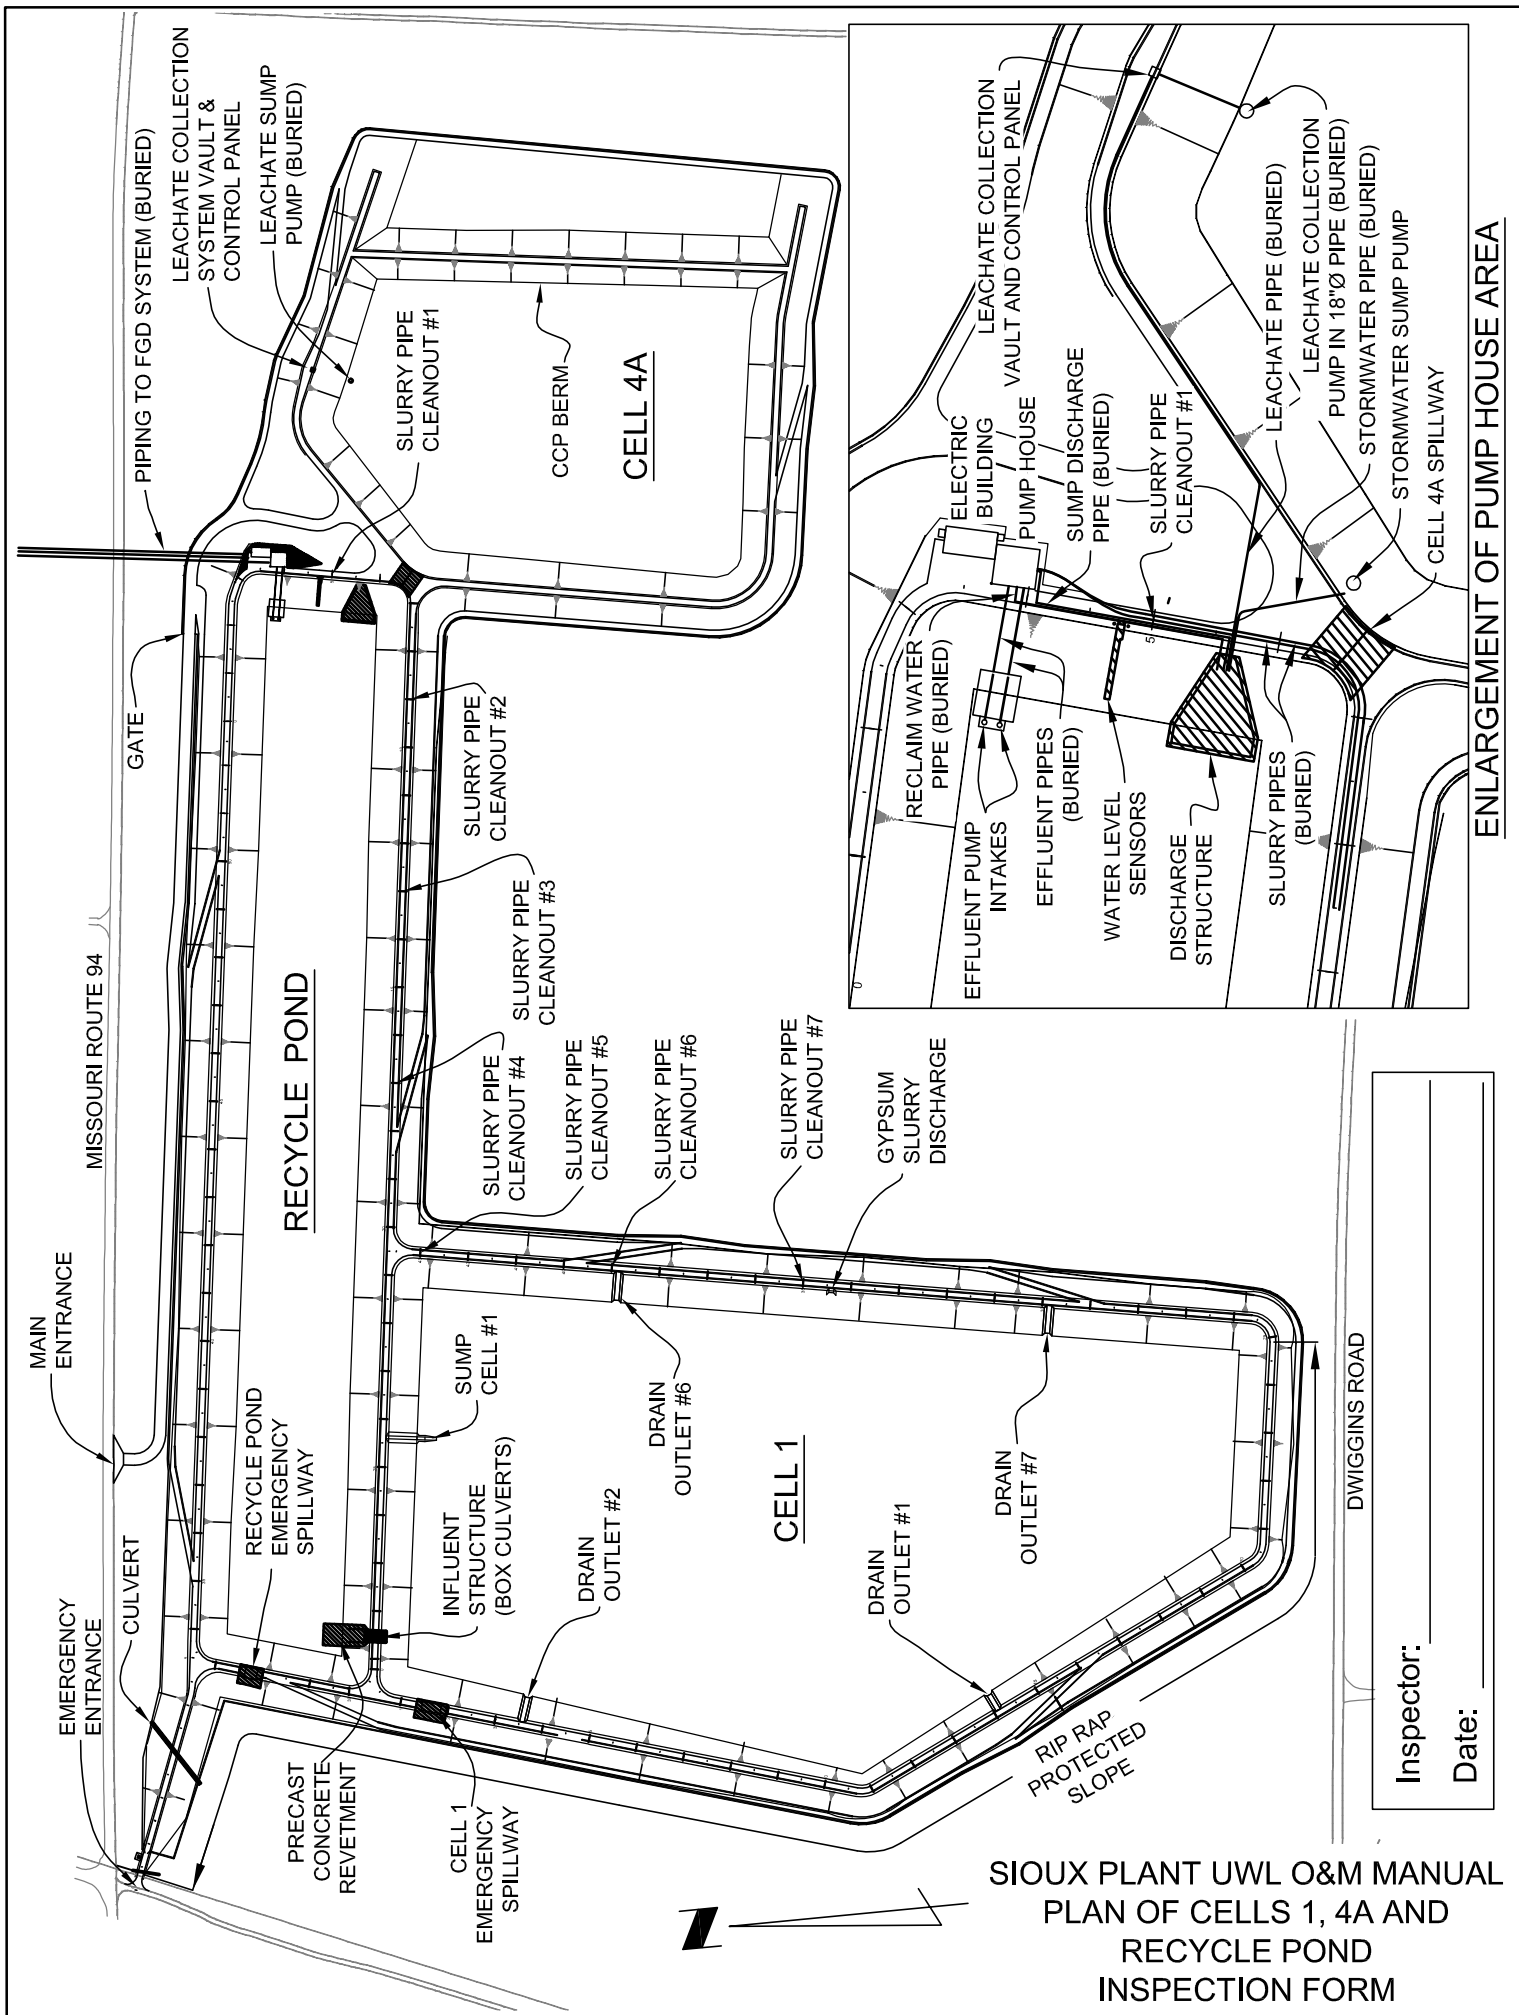 MISSOURI ROUTE 94
MAIN
ENTRANCE
EMERGENCY
ENTRANCE
CULVERT
GATE
PIPING TO FGD SYSTEM (BURIED)
LEACHATE COLLECTION
SYSTEM VAULT &
CONTROL PANEL
LEACHATE SUMP
PUMP (BURIED)
SLURRY PIPE
CLEANOUT #1
CCP BERM
CELL 4A
RECYCLE POND
RECYCLE POND
EMERGENCY
SPILLWAY
SLURRY PIPE
CLEANOUT #2
SLURRY PIPE
CLEANOUT #3
SLURRY PIPE
CLEANOUT #4
SLURRY PIPE
CLEANOUT #5
SLURRY PIPE
CLEANOUT #6
SLURRY PIPE
CLEANOUT #7
GYPSUM
SLURRY
DISCHARGE
SUMP
CELL #1
INFLUENT
STRUCTURE
(BOX CULVERTS)
PRECAST
CONCRETE
REVETMENT
CELL 1
EMERGENCY
SPILLWAY
DRAIN
OUTLET #2
DRAIN
OUTLET #6
CELL 1
DRAIN
OUTLET #1
DRAIN
OUTLET #7
RIP RAP
PROTECTED
SLOPE
DWIGGINS ROAD
LEACHATE COLLECTION
VAULT AND CONTROL PANEL
ELECTRIC
BUILDING
PUMP HOUSE
SUMP DISCHARGE
PIPE (BURIED)
SLURRY PIPE
CLEANOUT #1
LEACHATE PIPE (BURIED)
LEACHATE COLLECTION
PUMP IN 18"Ø PIPE (BURIED)
STORMWATER PIPE (BURIED)
STORMWATER SUMP PUMP
CELL 4A SPILLWAY
RECLAIM WATER
PIPE (BURIED)
EFFLUENT PUMP
INTAKES
EFFLUENT PIPES
(BURIED)
WATER LEVEL
SENSORS
DISCHARGE
STRUCTURE
SLURRY PIPES
(BURIED)
0
5
ENLARGEMENT OF PUMP HOUSE AREA
Inspector:
Date:
N
SIOUX PLANT UWL O&M MANUAL
PLAN OF CELLS 1, 4A AND
RECYCLE POND
INSPECTION FORM